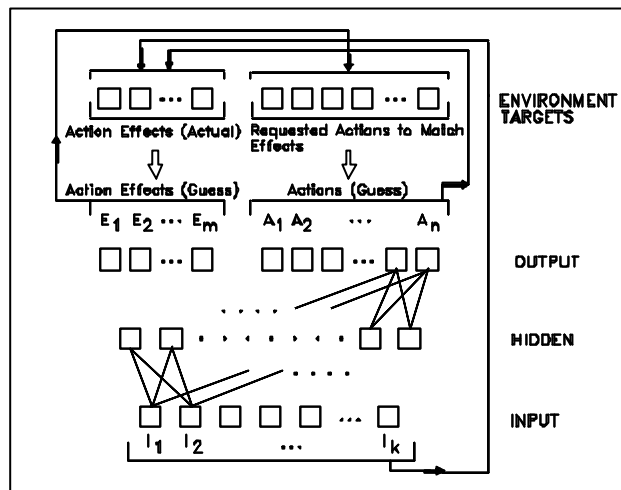 ENVIRONMENT
TARGETS
Action Effects (Actual)
Requested Actions to Match
Effects
Action Effects (Guess)
Actions (Guess)
E1 E2 ... Em
A1 A2 ... An
OUTPUT
HIDDEN
INPUT
I1 I2 ... Ik